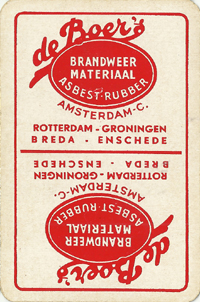 de Boer's
BRANDWEER
MATERIAAL
ASBEST·RUBBER
AMSTERDAM-C.
ROTTERDAM - GRONINGEN
BREDA - ENSCHEDE
BREDA - ENSCHEDE
ROTTERDAM - GRONINGEN
AMSTERDAM-C.
ASBEST·RUBBER
MATERIAAL
BRANDWEER
de Boer's